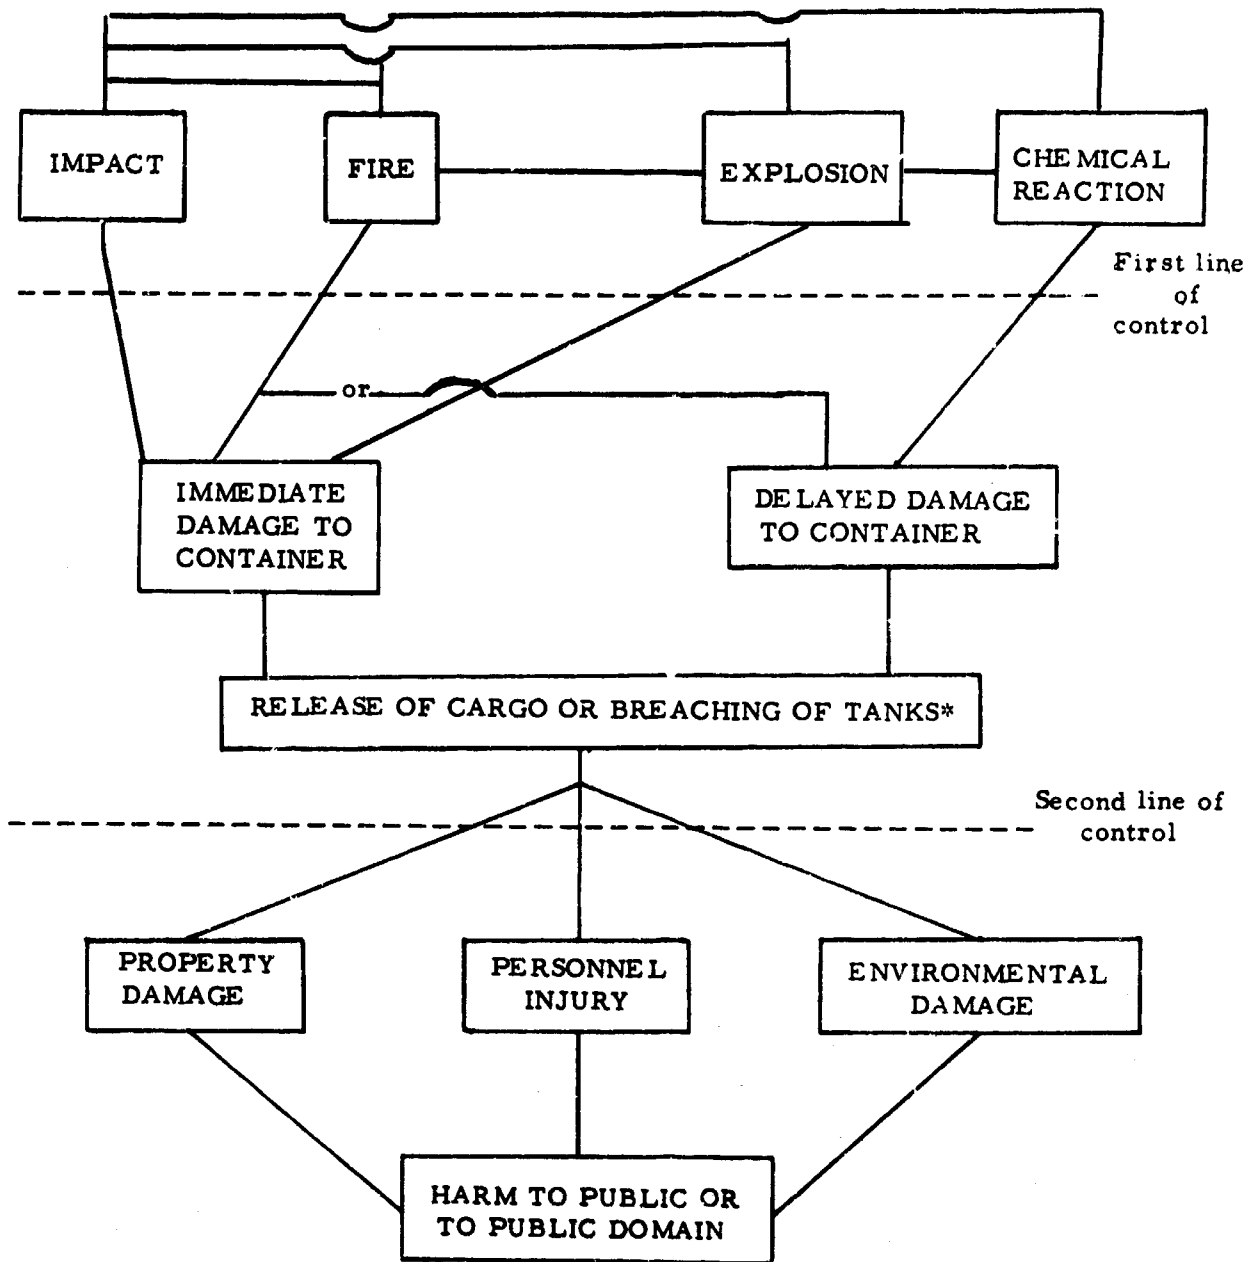 IMPACT
FIRE
EXPLOSION
CHEMICAL
REACTION
First line
of
control
or
IMMEDIATE
DAMAGE TO
CONTAINER
DELAYED DAMAGE
TO CONTAINER
RELEASE OF CARGO OR BREACHING OF TANKS*
Second line of
control
PROPERTY
DAMAGE
PERSONNEL
INJURY
ENVIRONMENTAL
DAMAGE
HARM TO PUBLIC OR
TO PUBLIC DOMAIN